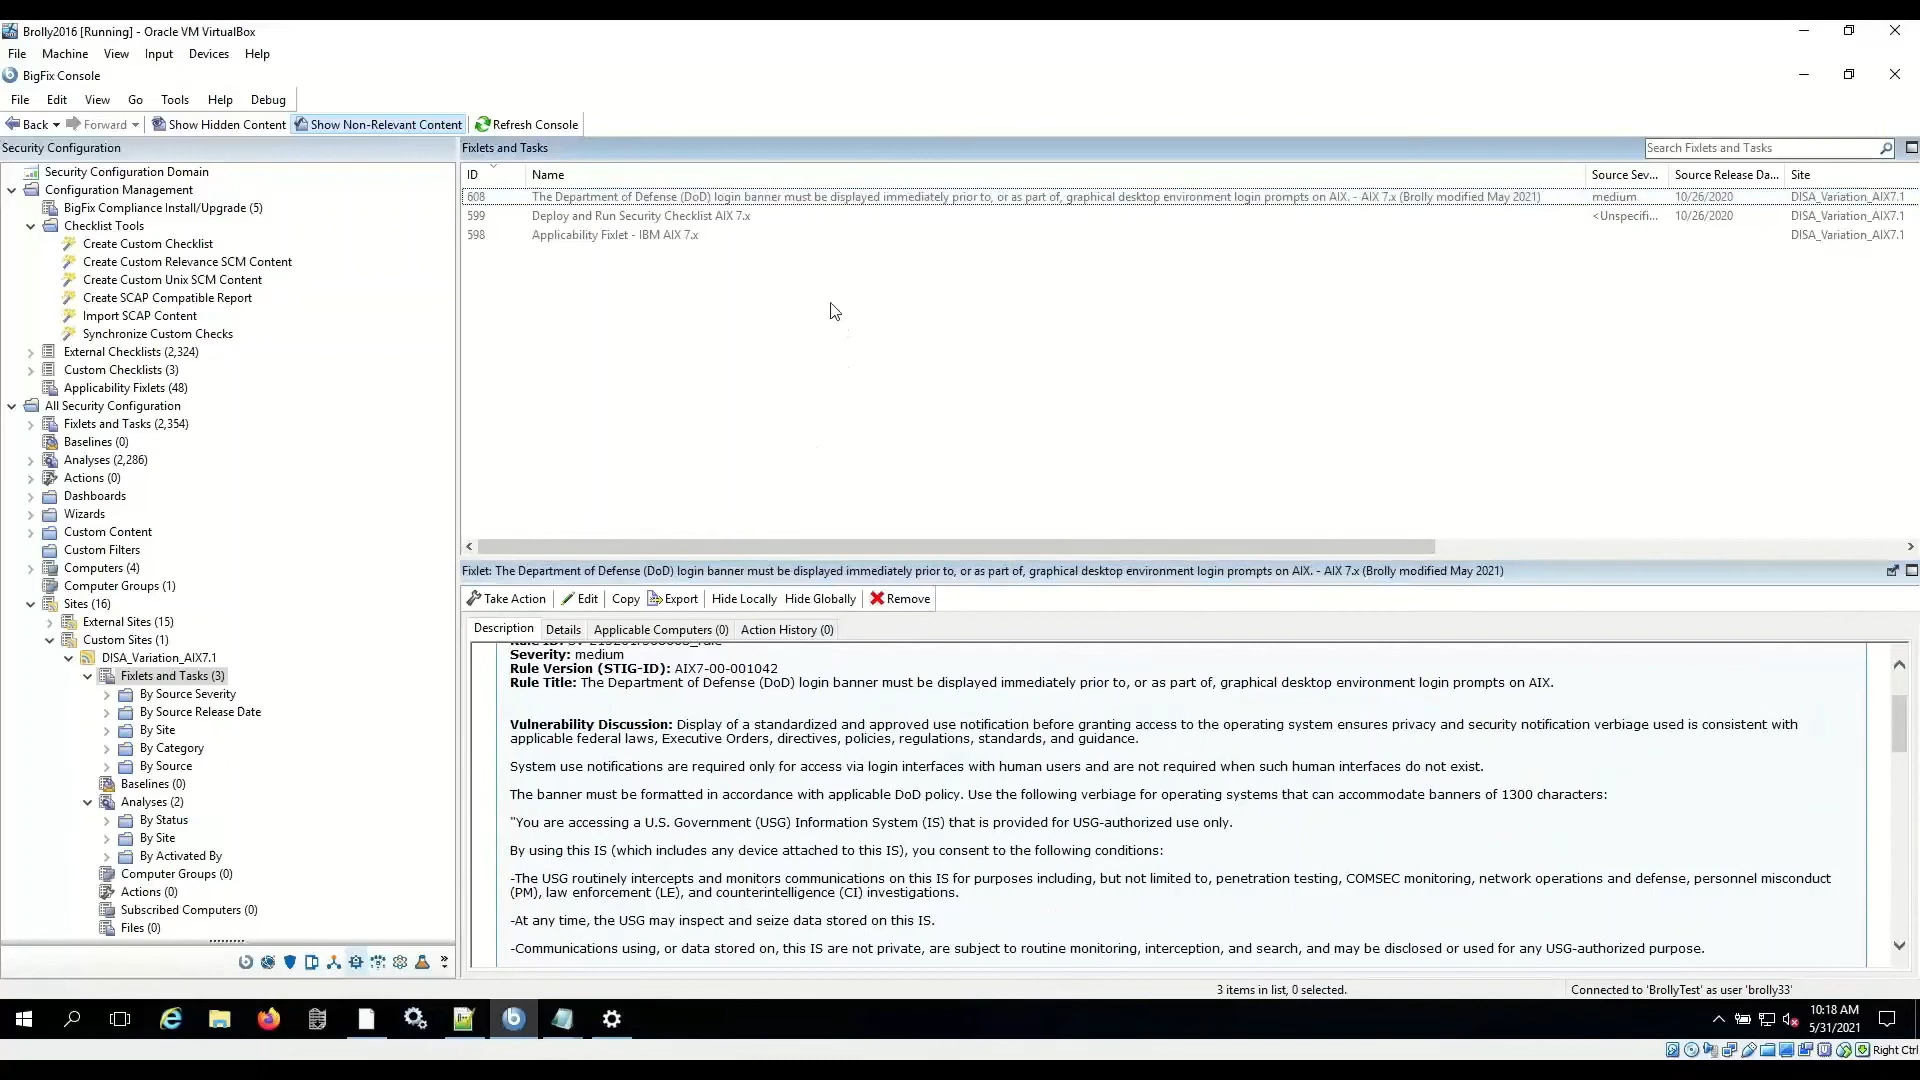 Brolly2016 [Running] - Oracle VM VirtualBox
File Machine View Input Devices Help
BigFix Console
File Edit View Go Tools Help Debug
Back Forward Show Hidden Content Show Non-Relevant Content Refresh Console
Security Configuration
Security Configuration Domain
Configuration Management
BigFix Compliance Install/Upgrade (5)
Checklist Tools
Create Custom Checklist
Create Custom Relevance SCM Content
Create Custom Unix SCM Content
Create SCAP Compatible Report
Import SCAP Content
Synchronize Custom Checks
External Checklists (2,324)
Custom Checklists (3)
Applicability Fixlets (48)
All Security Configuration
Fixlets and Tasks (2,354)
Baselines (0)
Analyses (2,286)
Actions (0)
Dashboards
Wizards
Custom Content
Custom Filters
Computers (4)
Computer Groups (1)
Sites (16)
External Sites (15)
Custom Sites (1)
DISA_Variation_AIX7.1
Fixlets and Tasks (3)
By Source Severity
By Source Release Date
By Site
By Category
By Source
Baselines (0)
Analyses (2)
By Status
By Site
By Activated By
Computer Groups (0)
Actions (0)
Subscribed Computers (0)
Files (0)
Fixlets and Tasks Search Fixlets and Tasks
ID Name Source Sev... Source Release Da... Site
608 The Department of Defense (DoD) login banner must be displayed immediately prior to, or as part of, graphical desktop environment login prompts on AIX. - AIX 7.x (Brolly modified May 2021) medium 10/26/2020 DISA_Variation_AIX7.1
599 Deploy and Run Security Checklist AIX 7.x <Unspecifi... 10/26/2020 DISA_Variation_AIX7.1
598 Applicability Fixlet - IBM AIX 7.x DISA_Variation_AIX7.1
Fixlet: The Department of Defense (DoD) login banner must be displayed immediately prior to, or as part of, graphical desktop environment login prompts on AIX. - AIX 7.x (Brolly modified May 2021)
Take Action Edit Copy Export Hide Locally Hide Globally Remove
Description Details Applicable Computers (0) Action History (0)
Severity: medium
Rule Version (STIG-ID): AIX7-00-001042
Rule Title: The Department of Defense (DoD) login banner must be displayed immediately prior to, or as part of, graphical desktop environment login prompts on AIX.
Vulnerability Discussion: Display of a standardized and approved use notification before granting access to the operating system ensures privacy and security notification verbiage used is consistent with
applicable federal laws, Executive Orders, directives, policies, regulations, standards, and guidance.
System use notifications are required only for access via login interfaces with human users and are not required when such human interfaces do not exist.
The banner must be formatted in accordance with applicable DoD policy. Use the following verbiage for operating systems that can accommodate banners of 1300 characters:
"You are accessing a U.S. Government (USG) Information System (IS) that is provided for USG-authorized use only.
By using this IS (which includes any device attached to this IS), you consent to the following conditions:
-The USG routinely intercepts and monitors communications on this IS for purposes including, but not limited to, penetration testing, COMSEC monitoring, network operations and defense, personnel misconduct
(PM), law enforcement (LE), and counterintelligence (CI) investigations.
-At any time, the USG may inspect and seize data stored on this IS.
-Communications using, or data stored on, this IS are not private, are subject to routine monitoring, interception, and search, and may be disclosed or used for any USG-authorized purpose.
3 items in list, 0 selected. Connected to 'BrollyTest' as user 'brolly33'
10:18 AM
5/31/2021
Right Ctrl